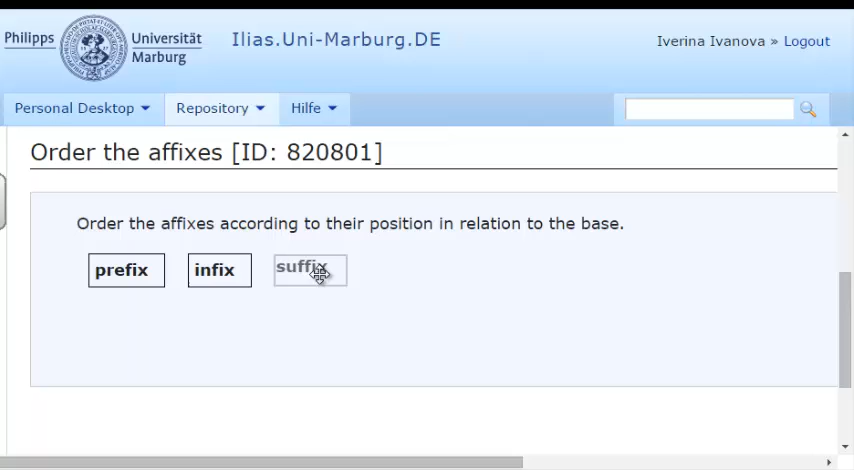 Philipps Universität Marburg
Ilias.Uni-Marburg.DE
Iverina Ivanova » Logout
Personal Desktop Repository Hilfe
Order the affixes [ID: 820801]
Order the affixes according to their position in relation to the base.
prefix infix suffix